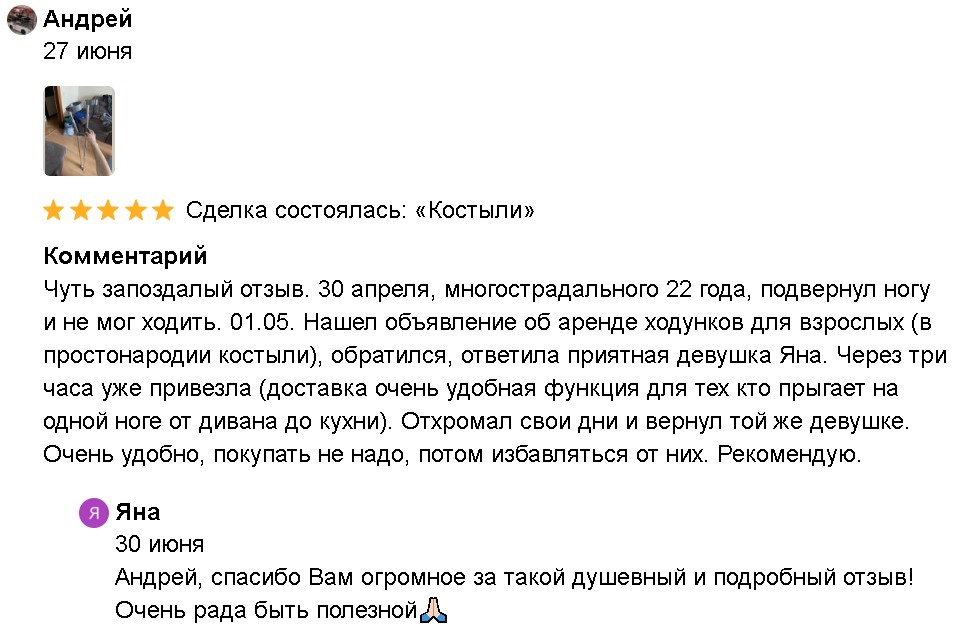 Андрей
27 июня
Сделка состоялась: «Костыли»
Комментарий
Чуть запоздалый отзыв. 30 апреля, многострадального 22 года, подвернул ногу
и не мог ходить. 01.05. Нашел объявление об аренде ходунков для взрослых (в
простонародии костыли), обратился, ответила приятная девушка Яна. Через три
часа уже привезла (доставка очень удобная функция для тех кто прыгает на
одной ноге от дивана до кухни). Отхромал свои дни и вернул той же девушке.
Очень удобно, покупать не надо, потом избавляться от них. Рекомендую.
Я Яна
30 июня
Андрей, спасибо Вам огромное за такой душевный и подробный отзыв!
Очень рада быть полезной🙏🏻